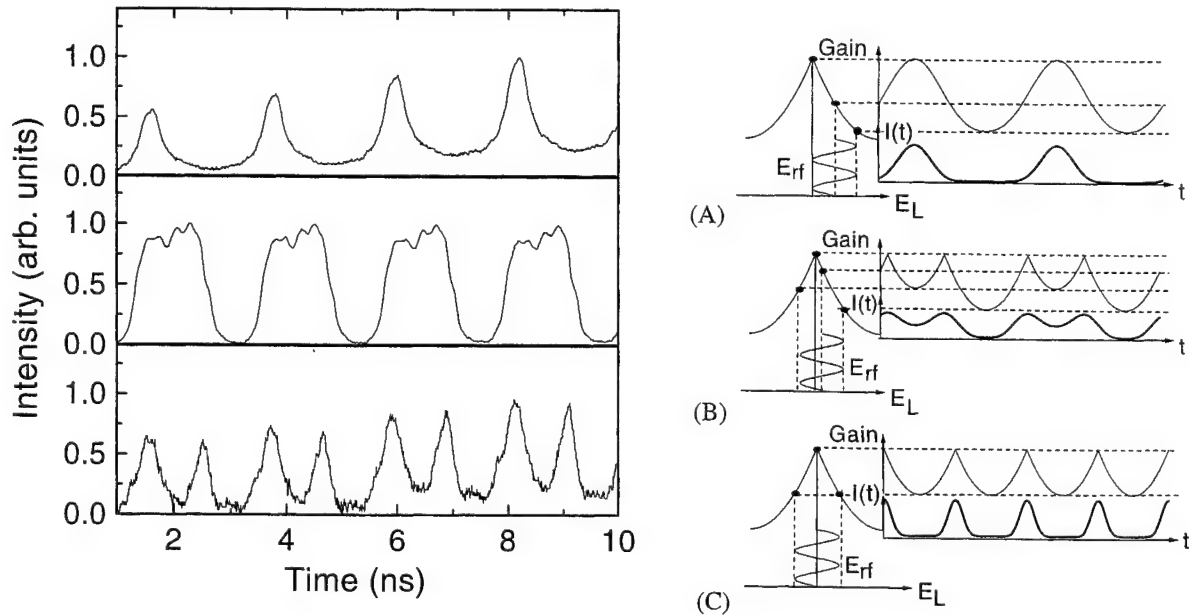 Intensity (arb. units)
1.0
0.5
0.0
1.0
0.5
0.0
1.0
0.5
0.0
2 4 6 8 10
Time (ns)
Gain
I(t)
E_rf
E_L
t
(A)
Gain
I(t)
E_rf
E_L
t
(B)
Gain
I(t)
E_rf
E_L
t
(C)